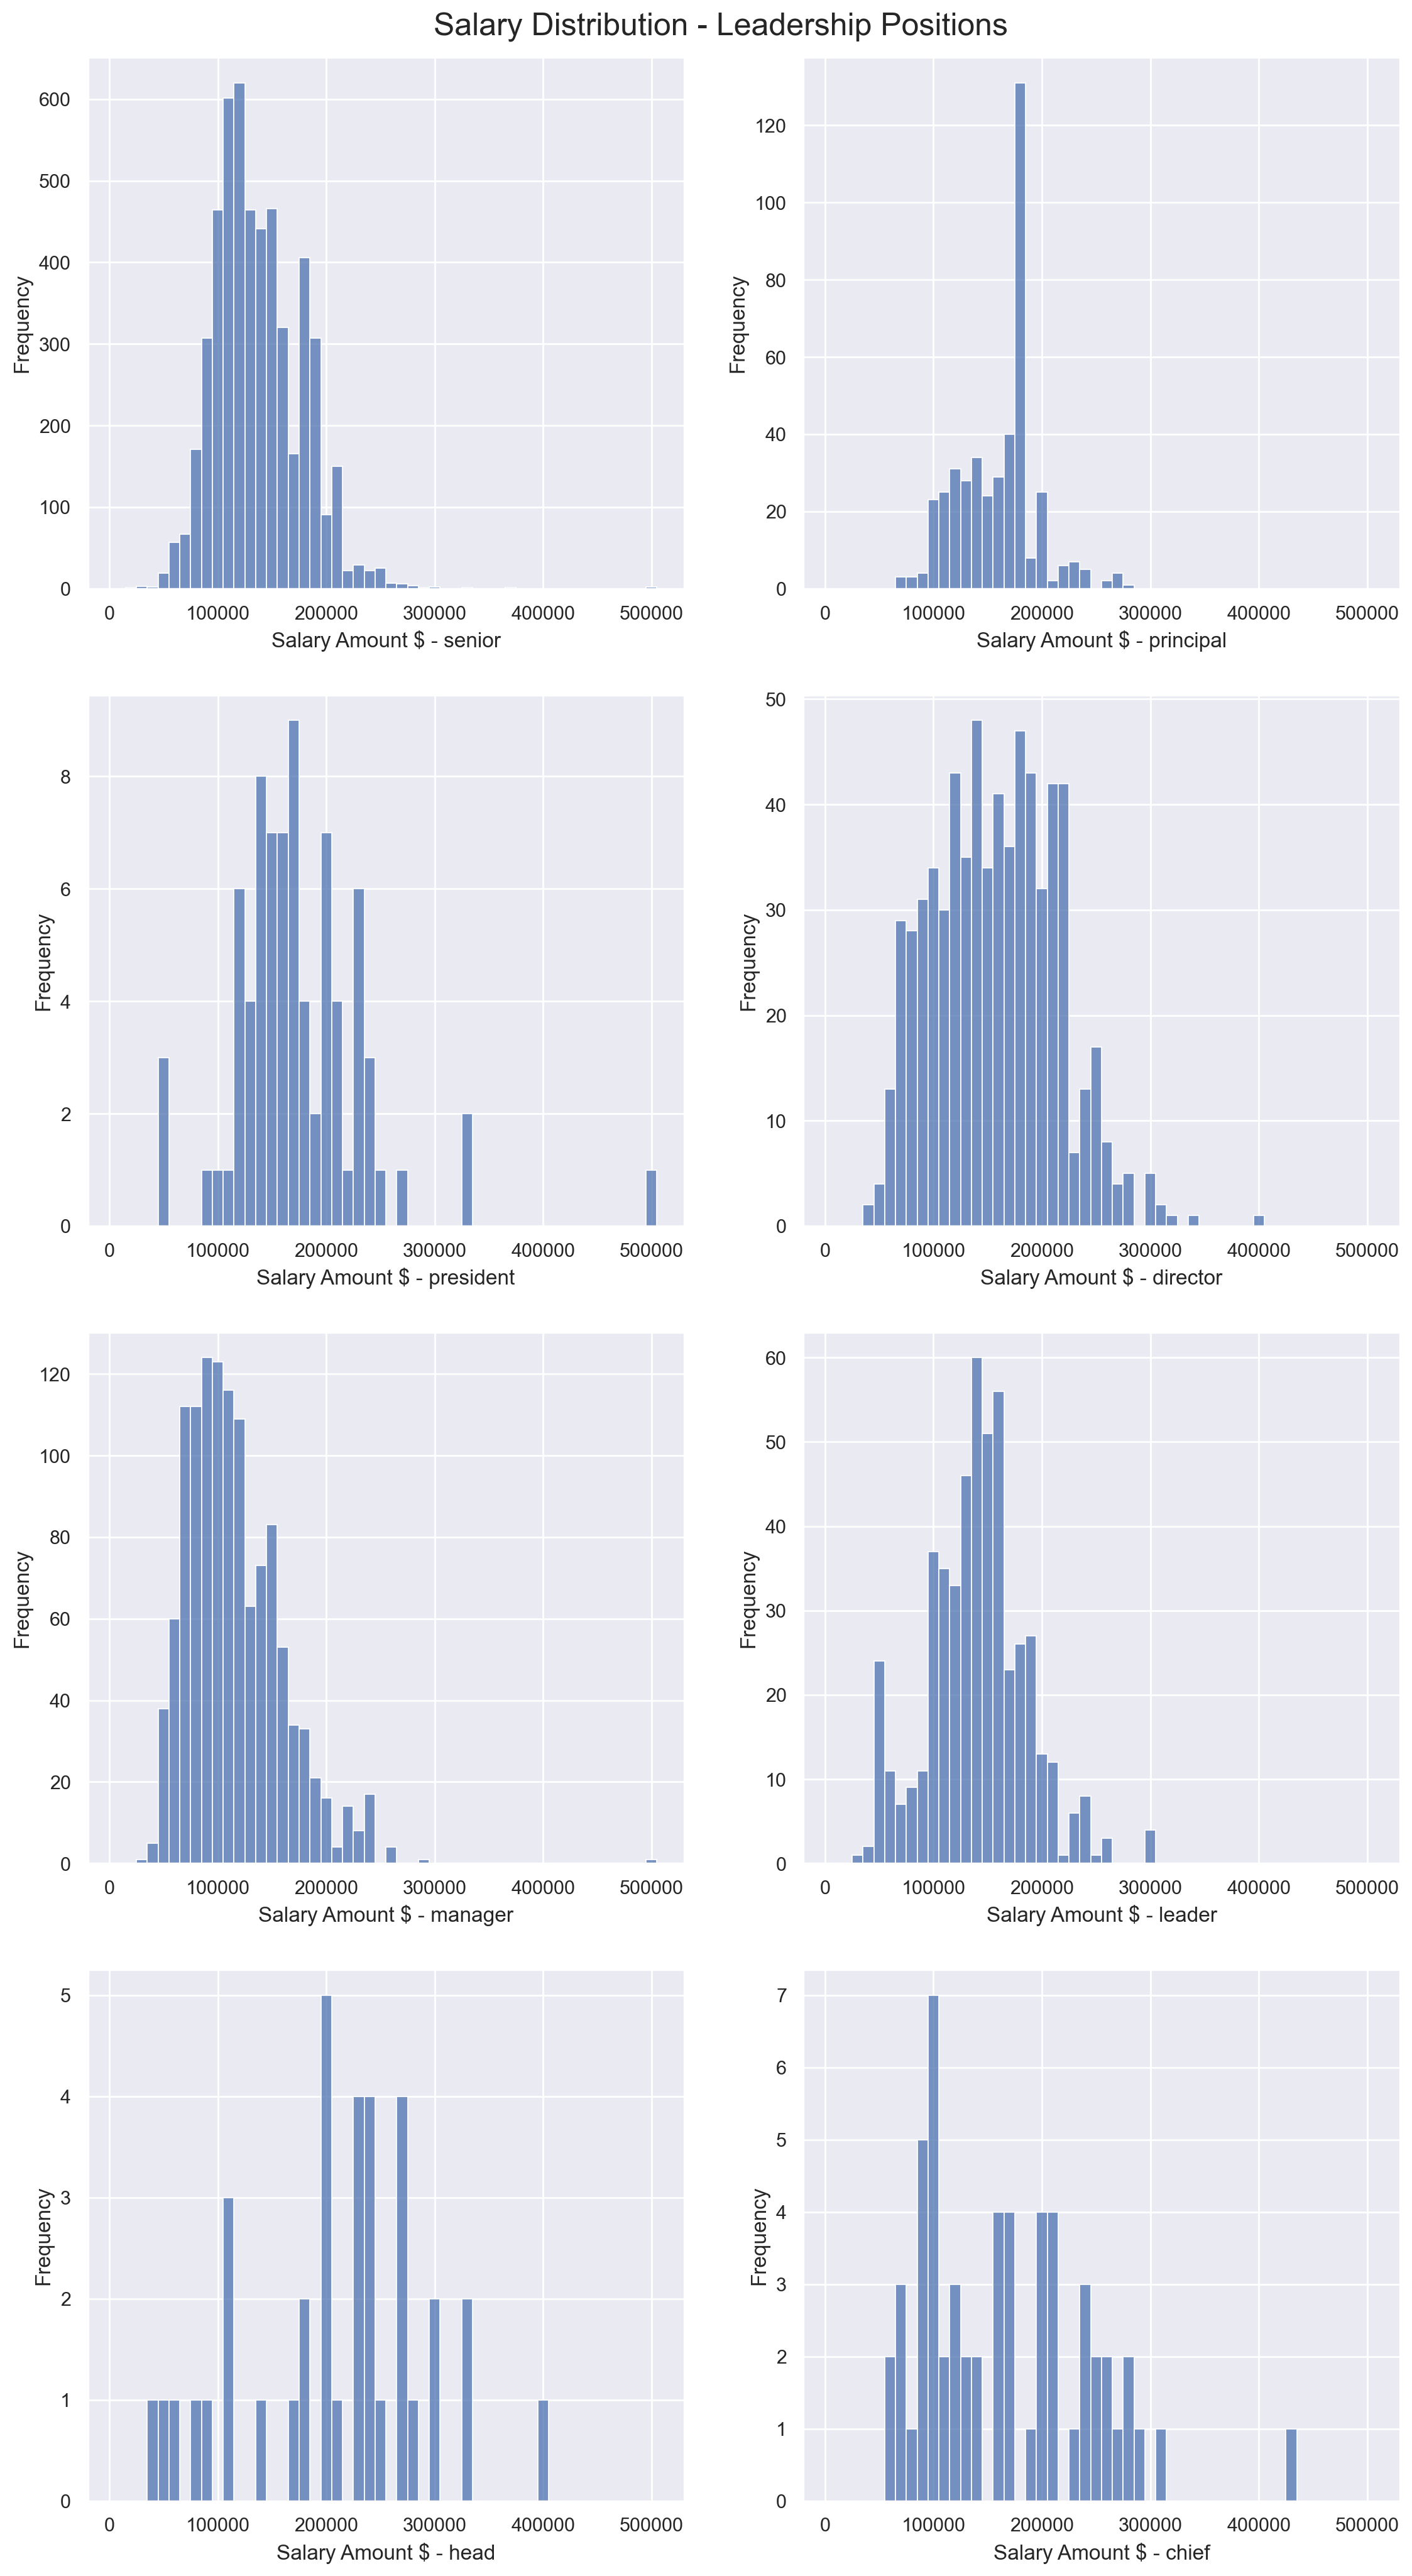 Salary Distribution - Leadership Positions
600
500
400
300
200
100
0
Frequency
0 100000 200000 300000 400000 500000
Salary Amount $ - senior
120
100
80
60
40
20
0
Frequency
0 100000 200000 300000 400000 500000
Salary Amount $ - principal
8
6
4
2
0
Frequency
0 100000 200000 300000 400000 500000
Salary Amount $ - president
50
40
30
20
10
0
Frequency
0 100000 200000 300000 400000 500000
Salary Amount $ - director
120
100
80
60
40
20
0
Frequency
0 100000 200000 300000 400000 500000
Salary Amount $ - manager
60
50
40
30
20
10
0
Frequency
0 100000 200000 300000 400000 500000
Salary Amount $ - leader
5
4
3
2
1
0
Frequency
0 100000 200000 300000 400000 500000
Salary Amount $ - head
7
6
5
4
3
2
1
0
Frequency
0 100000 200000 300000 400000 500000
Salary Amount $ - chief